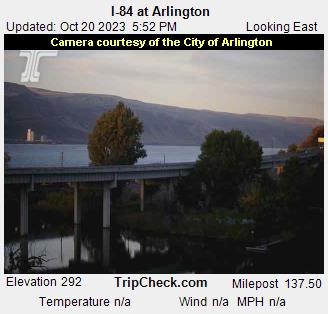 I-84 at Arlington
Updated: Oct 20 2023 5:52 PM Looking East
Camera courtesy of the City of Arlington
Elevation 292 TripCheck.com Milepost 137.50
Temperature n/a Wind n/a MPH n/a